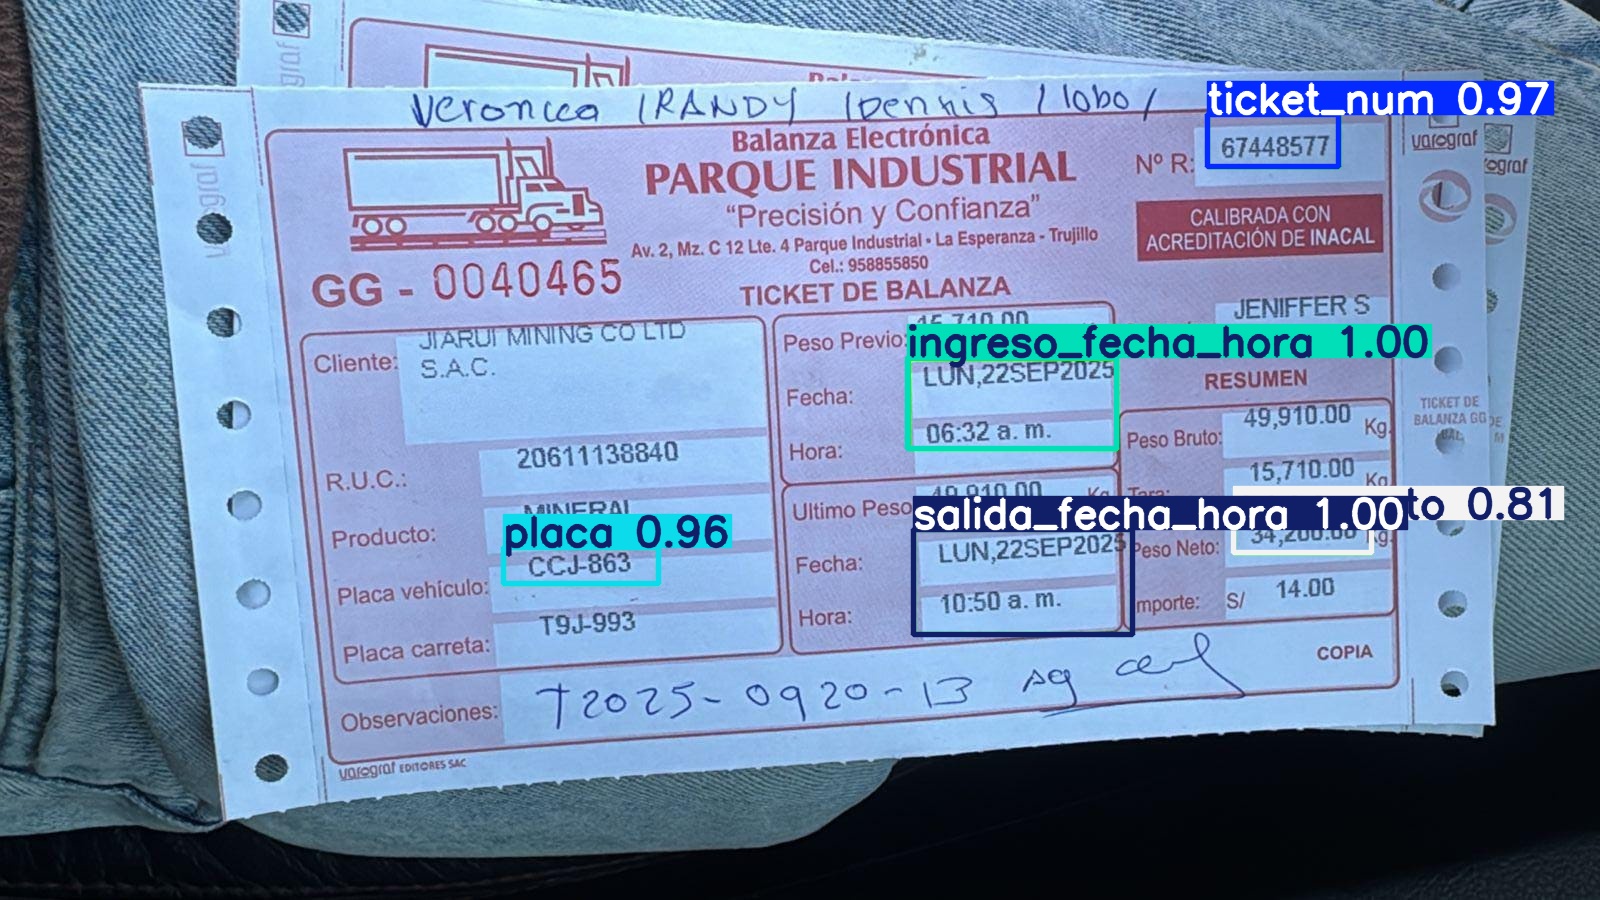 Veronica / RANDY / Dennis / lobo /
Balanza Electrónica
PARQUE INDUSTRIAL
"Precisión y Confianza"
Av. 2, Mz. C 12 Lte. 4 Parque Industrial • La Esperanza - Trujillo
Cel.: 958855850
ticket_num 0.97
Nº R: 67448577
CALIBRADA CON
ACREDITACIÓN DE INACAL
GG - 0040465
TICKET DE BALANZA
JENIFFER S
Cliente: JIARUI MINING CO LTD
S.A.C.
R.U.C.: 20611138840
Producto: MINERAL
placa 0.96
Placa vehículo: CCJ-863
Placa carreta: T9J-993
Peso Previo: 15,710.00
ingreso_fecha_hora 1.00
Fecha: LUN,22SEP2025
Hora: 06:32 a. m.
Ultimo Peso 49,910.00 Kg
salida_fecha_hora 1.00
Fecha: LUN,22SEP2025
Hora: 10:50 a. m.
RESUMEN
Peso Bruto: 49,910.00 Kg.
Tara: 15,710.00 Kg
to 0.81
Peso Neto: 34,200.00 Kg.
Importe: S/ 14.00
Observaciones: T2025-0920-13 Ag
COPIA
varograf EDITORES SAC
varograf
TICKET DE
BALANZA GG
varograf